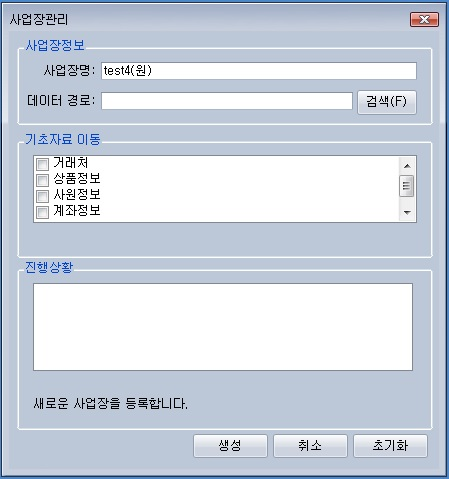 사업장관리
사업장정보
사업장명: test4(원)
데이터 경로: 검색(F)
기초자료 이동
거래처
상품정보
사원정보
계좌정보
진행상황
새로운 사업장을 등록합니다.
생성 취소 초기화